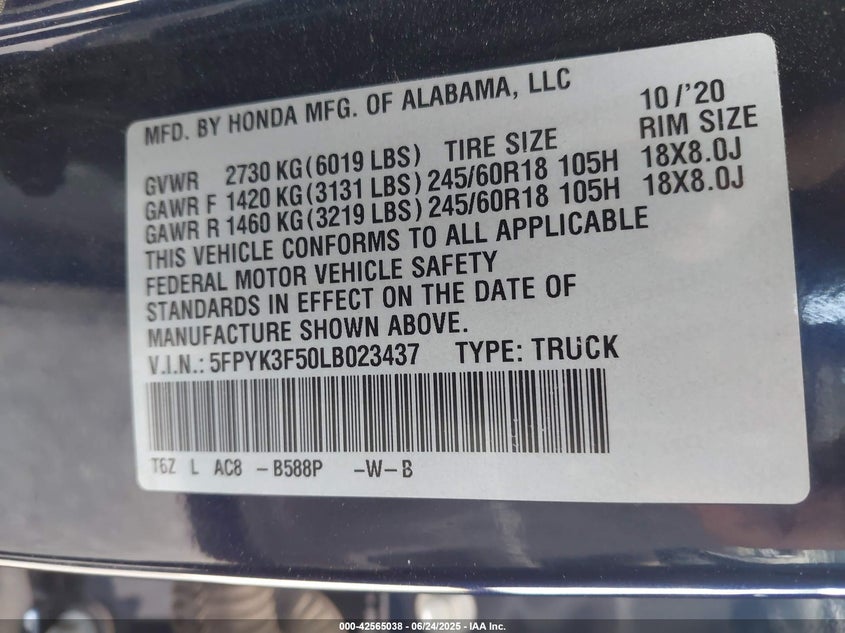 MFD. BY HONDA MFG. OF ALABAMA, LLC 10/'20
GVWR 2730 KG(6019 LBS) TIRE SIZE RIM SIZE
GAWR F 1420 KG(3131 LBS) 245/60R18 105H 18X8.0J
GAWR R 1460 KG(3219 LBS) 245/60R18 105H 18X8.0J
THIS VEHICLE CONFORMS TO ALL APPLICABLE
FEDERAL MOTOR VEHICLE SAFETY
STANDARDS IN EFFECT ON THE DATE OF
MANUFACTURE SHOWN ABOVE.
V.I.N.: 5FPYK3F50LB023437 TYPE: TRUCK
T6Z L AC8 -B588P -W-B
000-42565038 - 06/24/2025 - IAA Inc.